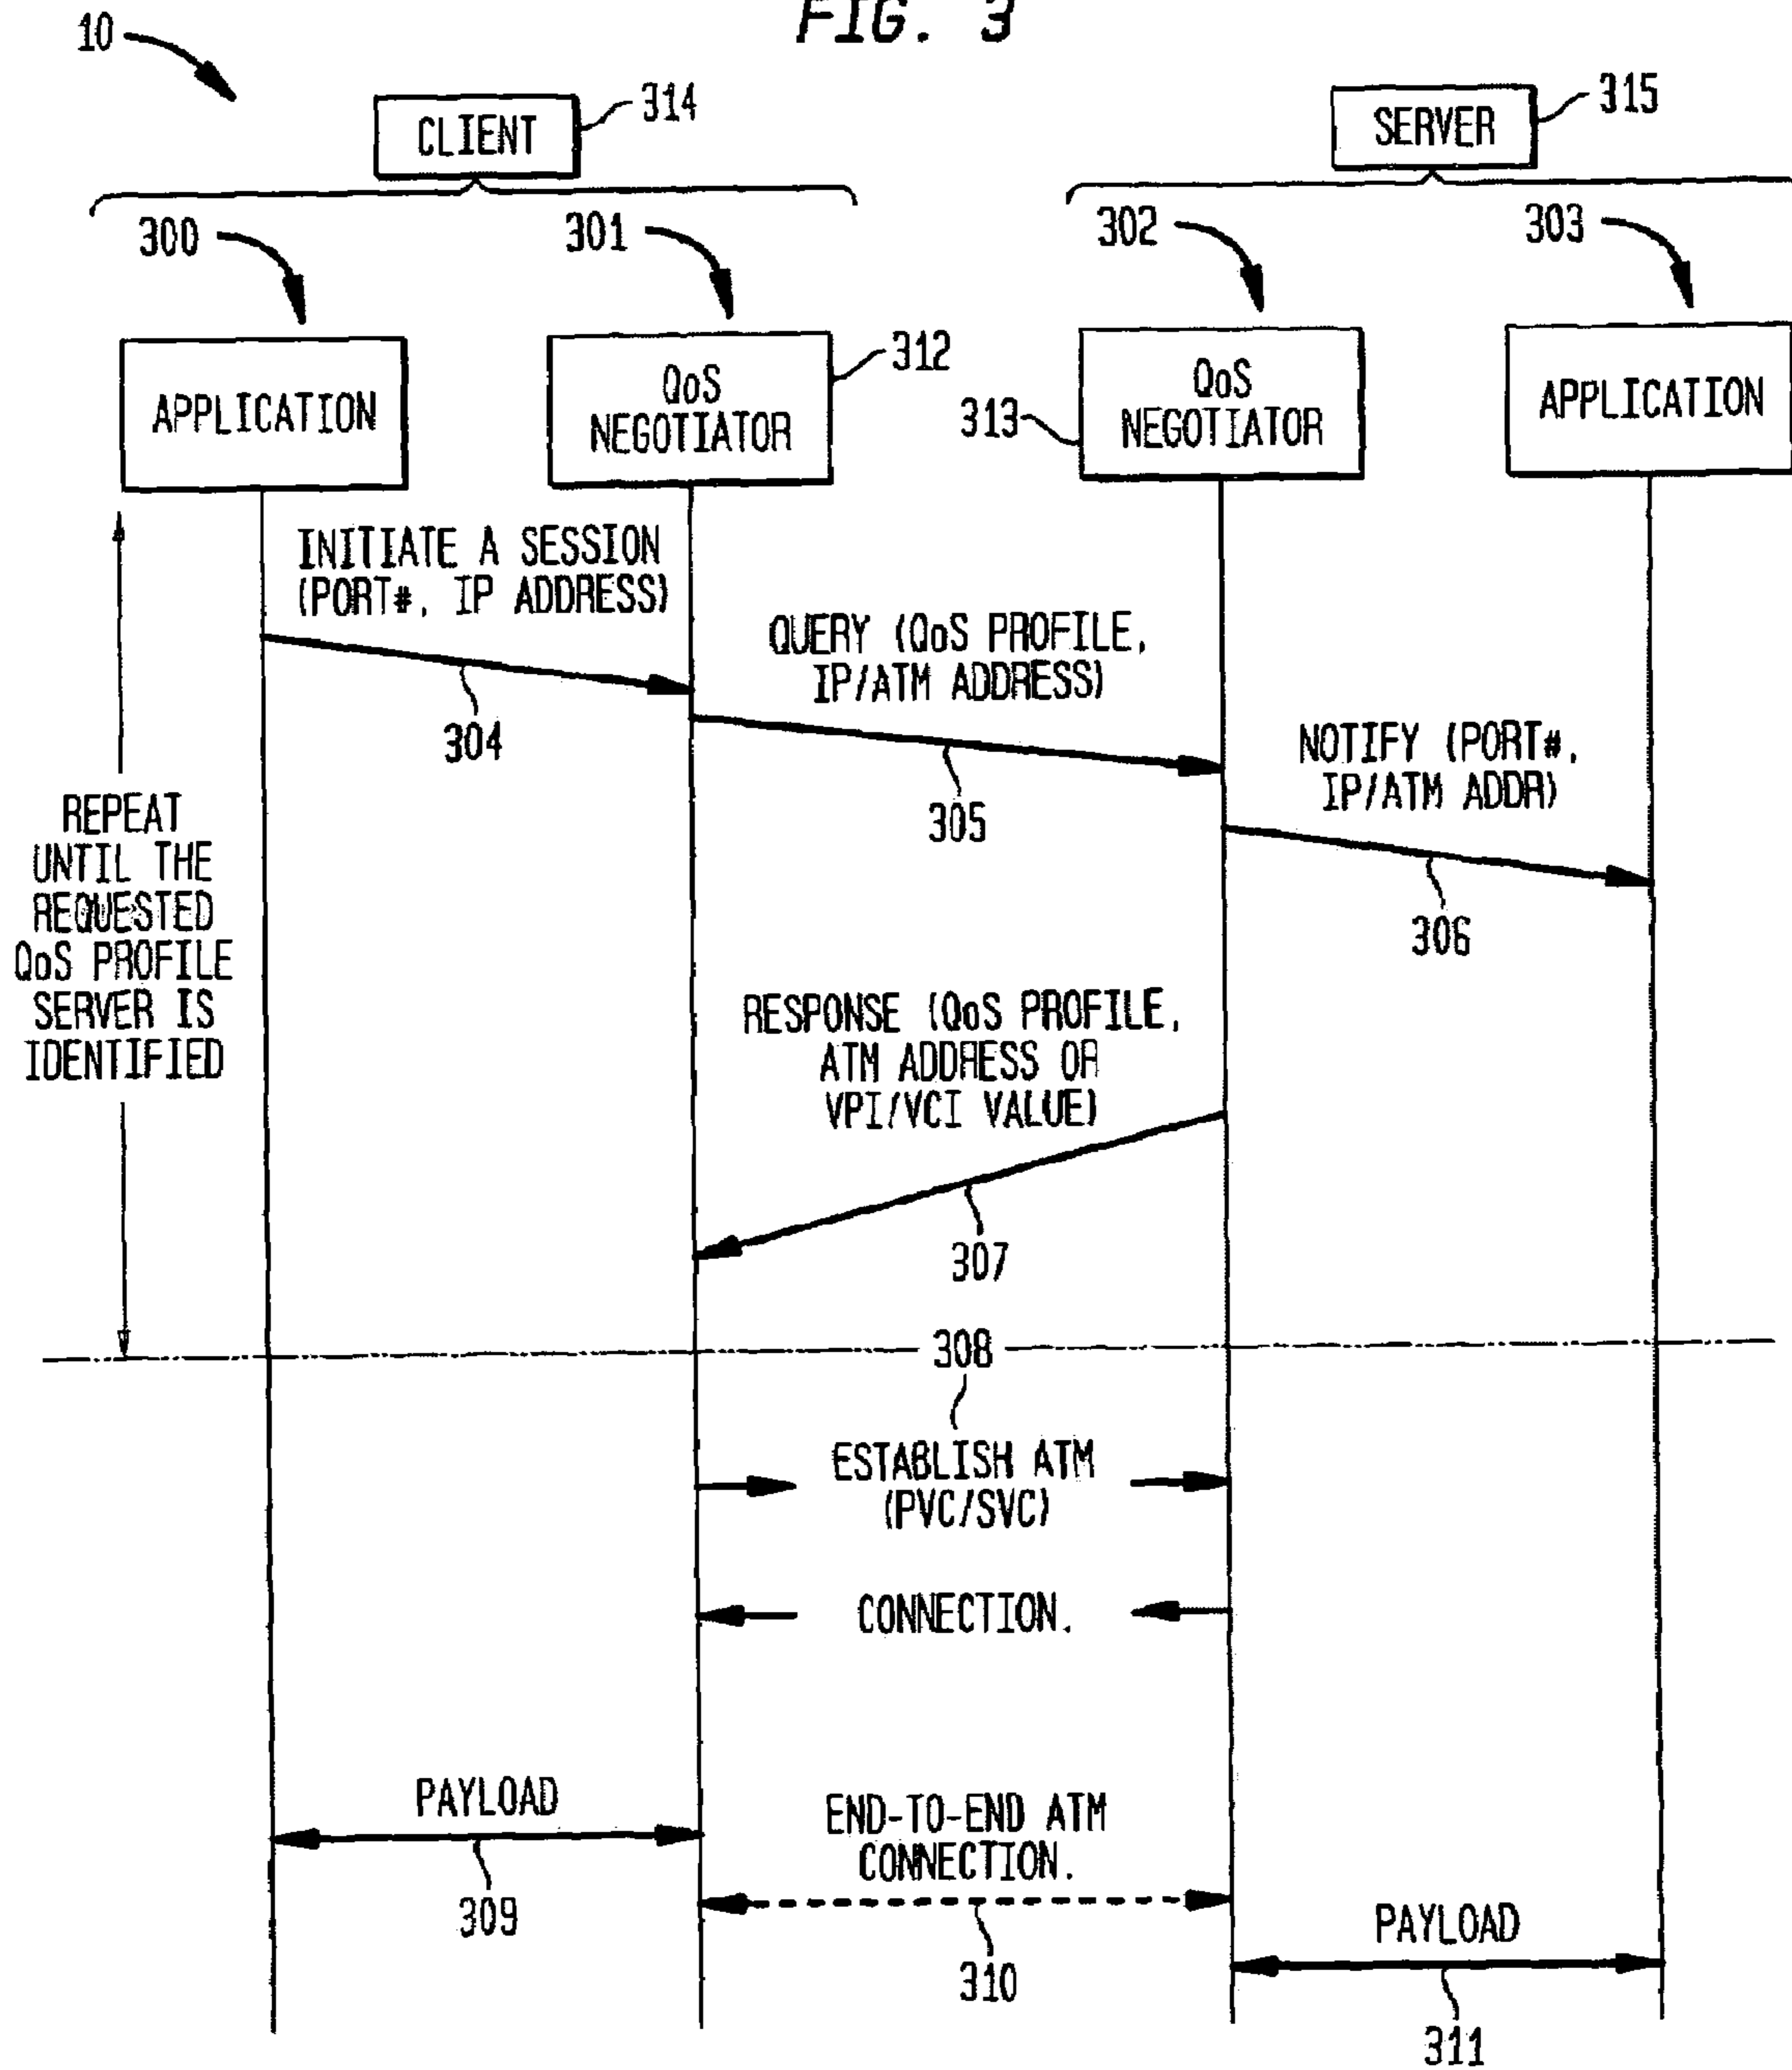 FIG. 3
10
CLIENT
314
SERVER
315
300
301
302
303
APPLICATION
QoS
NEGOTIATOR
312
313
QoS
NEGOTIATOR
APPLICATION
INITIATE A SESSION
(PORT#, IP ADDRESS)
304
QUERY (QoS PROFILE,
IP/ATM ADDRESS)
305
NOTIFY (PORT#,
IP/ATM ADDR)
306
REPEAT
UNTIL THE
REQUESTED
QoS PROFILE
SERVER IS
IDENTIFIED
RESPONSE (QoS PROFILE,
ATM ADDRESS OR
VPI/VCI VALUE)
307
308
ESTABLISH ATM
(PVC/SVC)
CONNECTION.
PAYLOAD
309
END-TO-END ATM
CONNECTION.
310
PAYLOAD
311